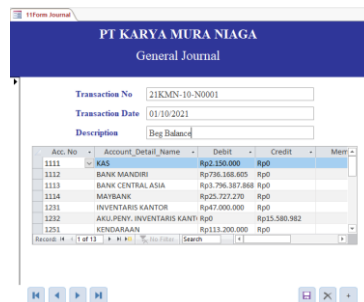 11Form Journal
PT KARYA MURA NIAGA
General Journal
Transaction No 21KMN-10-N0001
Transaction Date 01/10/2021
Description Beg Balance
Acc. No Account_Detail_Name Debit Credit Mem
1111 KAS Rp2.150.000 Rp0
1112 BANK MANDIRI Rp736.168.605 Rp0
1113 BANK CENTRAL ASIA Rp3.796.387.868 Rp0
1114 MAYBANK Rp25.727.270 Rp0
1231 INVENTARIS KANTOR Rp47.000.000 Rp0
1232 AKU.PENY. INVENTARIS KANT Rp0 Rp15.580.982
1251 KENDARAAN Rp113.200.000 Rp0
Record: 1 of 13 No Filter Search